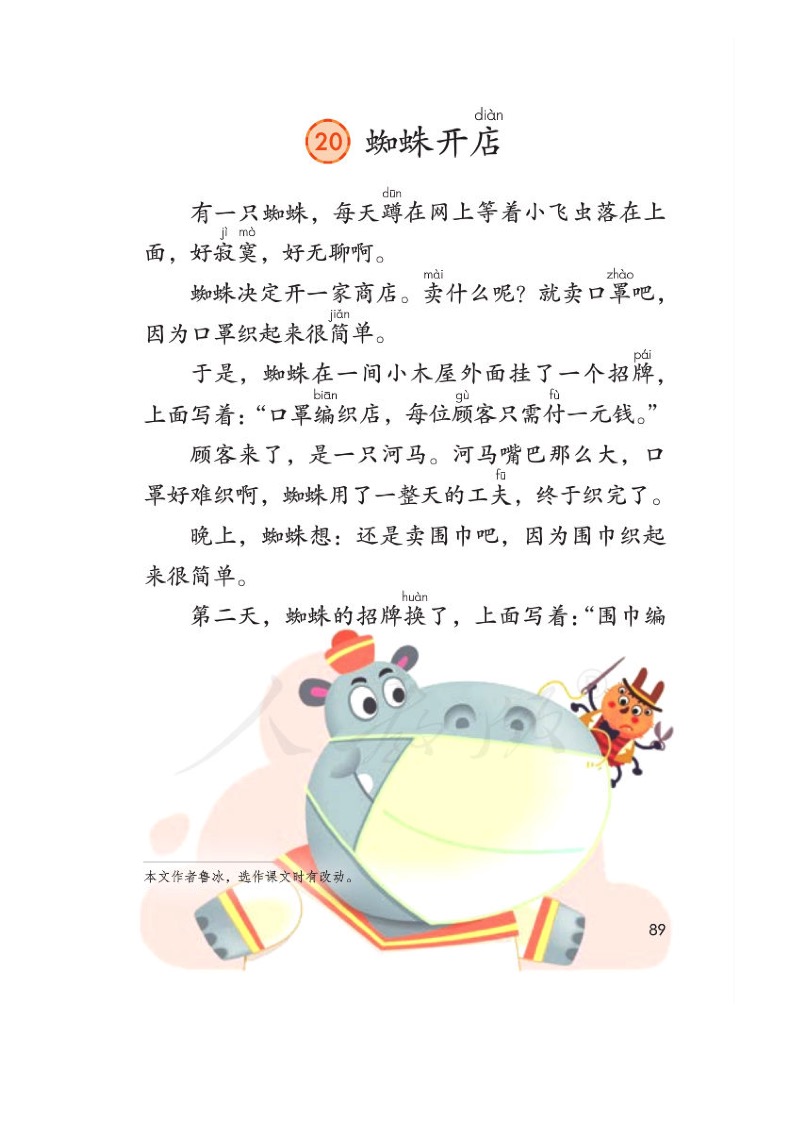 diàn
20 蜘蛛开店
dūn
有一只蜘蛛，每天蹲在网上等着小飞虫落在上
jì mò
面，好寂寞，好无聊啊。
mài zhào
蜘蛛决定开一家商店。卖什么呢？就卖口罩吧，
jiǎn
因为口罩织起来很简单。
pái
于是，蜘蛛在一间小木屋外面挂了一个招牌，
biān gù fù
上面写着：“口罩编织店，每位顾客只需付一元钱。”
顾客来了，是一只河马。河马嘴巴那么大，口
fū
罩好难织啊，蜘蛛用了一整天的工夫，终于织完了。
晚上，蜘蛛想：还是卖围巾吧，因为围巾织起
来很简单。
huàn
第二天，蜘蛛的招牌换了，上面写着：“围巾编
人教版
本文作者鲁冰，选作课文时有改动。
89